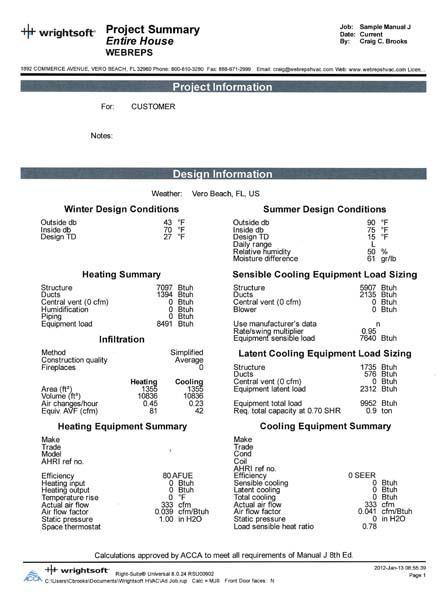 wrightsoft®
Project Summary
Entire House
WEBREPS
Job: Sample Manual J
Date: Current
By: Craig C. Brooks
1892 COMMERCE AVENUE, VERO BEACH, FL 32960 Phone: 800-810-3280 Fax: 888-671-2999 Email: craig@webrepshvac.com Web: www.webrepshvac.com Licen...
Project Information
For: CUSTOMER
Notes:
Design Information
Weather: Vero Beach, FL, US
Winter Design Conditions
Outside db 43 °F
Inside db 70 °F
Design TD 27 °F
Summer Design Conditions
Outside db 90 °F
Inside db 75 °F
Design TD 15 °F
Daily range L
Relative humidity 50 %
Moisture difference 61 gr/lb
Heating Summary
Structure 7097 Btuh
Ducts 1394 Btuh
Central vent (0 cfm) 0 Btuh
Humidification 0 Btuh
Piping 0 Btuh
Equipment load 8491 Btuh
Sensible Cooling Equipment Load Sizing
Structure 5907 Btuh
Ducts 2135 Btuh
Central vent (0 cfm) 0 Btuh
Blower 0 Btuh
Use manufacturer's data n
Rate/swing multiplier 0.95
Equipment sensible load 7640 Btuh
Infiltration
Method Simplified
Construction quality Average
Fireplaces 0
Heating Cooling
Area (ft²) 1355 1355
Volume (ft³) 10836 10836
Air changes/hour 0.45 0.23
Equiv. AVF (cfm) 81 42
Latent Cooling Equipment Load Sizing
Structure 1735 Btuh
Ducts 576 Btuh
Central vent (0 cfm) 0 Btuh
Equipment latent load 2312 Btuh
Equipment total load 9952 Btuh
Req. total capacity at 0.70 SHR 0.9 ton
Heating Equipment Summary
Make
Trade
Model
AHRI ref no.
Efficiency 80 AFUE
Heating input 0 Btuh
Heating output 0 Btuh
Temperature rise 0 °F
Actual air flow 333 cfm
Air flow factor 0.039 cfm/Btuh
Static pressure 1.00 in H2O
Space thermostat
Cooling Equipment Summary
Make
Trade
Cond
Coil
AHRI ref no.
Efficiency 0 SEER
Sensible cooling 0 Btuh
Latent cooling 0 Btuh
Total cooling 0 Btuh
Actual air flow 333 cfm
Air flow factor 0.041 cfm/Btuh
Static pressure 0 in H2O
Load sensible heat ratio 0.78
Calculations approved by ACCA to meet all requirements of Manual J 8th Ed.
ACCA
wrightsoft® Right-Suite® Universal 8.0.24 RSU00902
C:\Users\Cbrooks\Documents\Wrightsoft HVAC\Ad Job.rup Calc = MJ8 Front Door faces: N
2012-Jan-13 08:55:39
Page 1